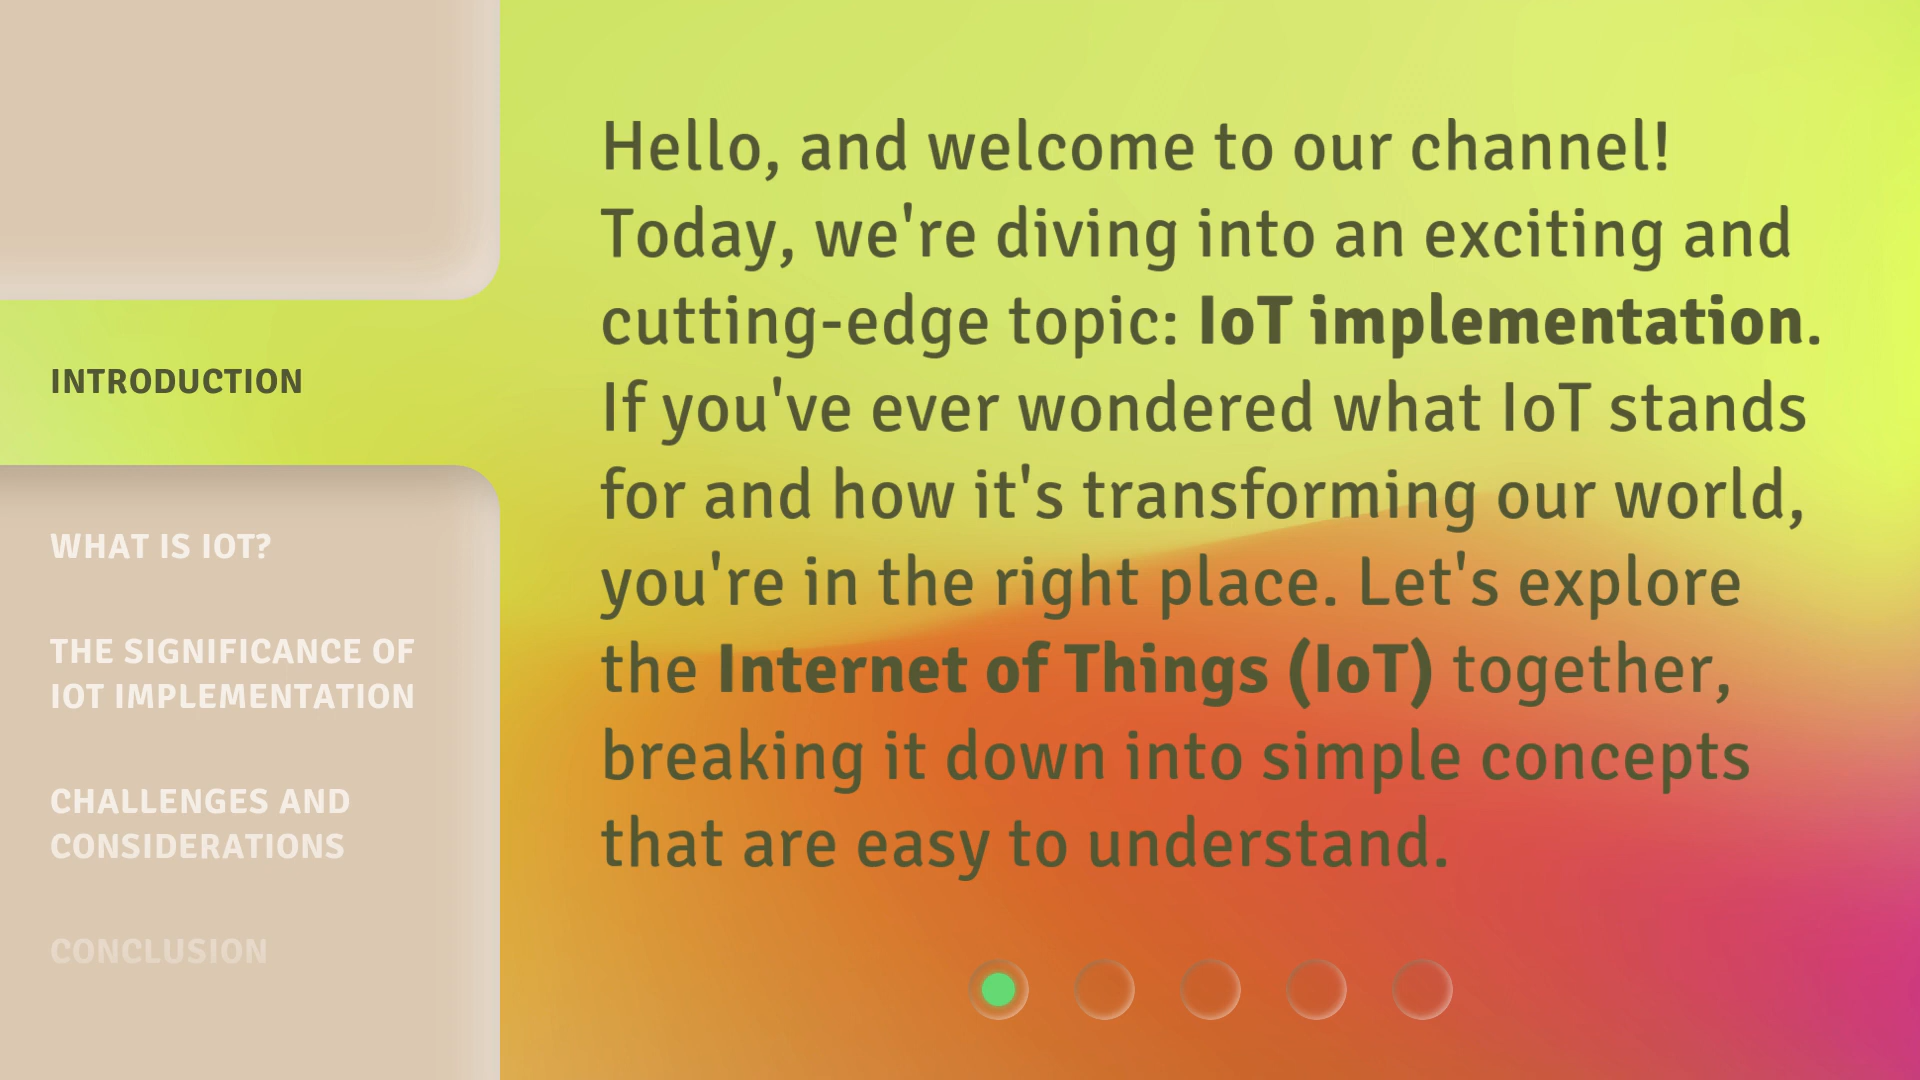 INTRODUCTION
WHAT IS IOT?
THE SIGNIFICANCE OF
IOT IMPLEMENTATION
CHALLENGES AND
CONSIDERATIONS
CONCLUSION
Hello, and welcome to our channel!
Today, we're diving into an exciting and
cutting-edge topic: IoT implementation.
If you've ever wondered what IoT stands
for and how it's transforming our world,
you're in the right place. Let's explore
the Internet of Things (IoT) together,
breaking it down into simple concepts
that are easy to understand.